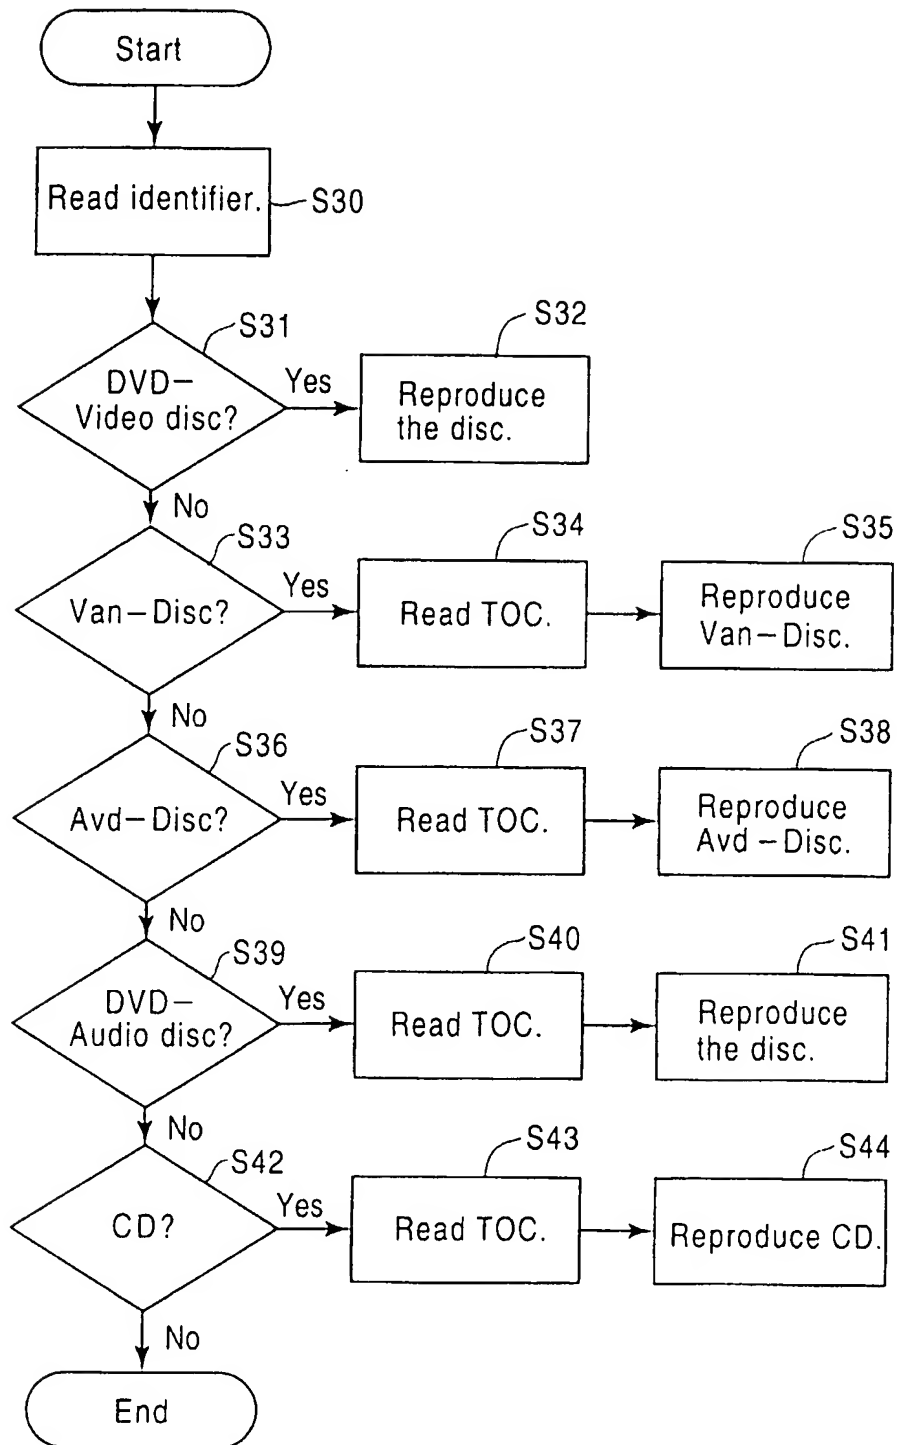 Start
Read identifier.
S30
S31
DVD—
Video disc?
Yes
S32
Reproduce
the disc.
No
S33
Van—Disc?
Yes
S34
Read TOC.
S35
Reproduce
Van—Disc.
No
S36
Avd—Disc?
Yes
S37
Read TOC.
S38
Reproduce
Avd —Disc.
No
S39
DVD—
Audio disc?
Yes
S40
Read TOC.
S41
Reproduce
the disc.
No
S42
CD?
Yes
S43
Read TOC.
S44
Reproduce CD.
No
End